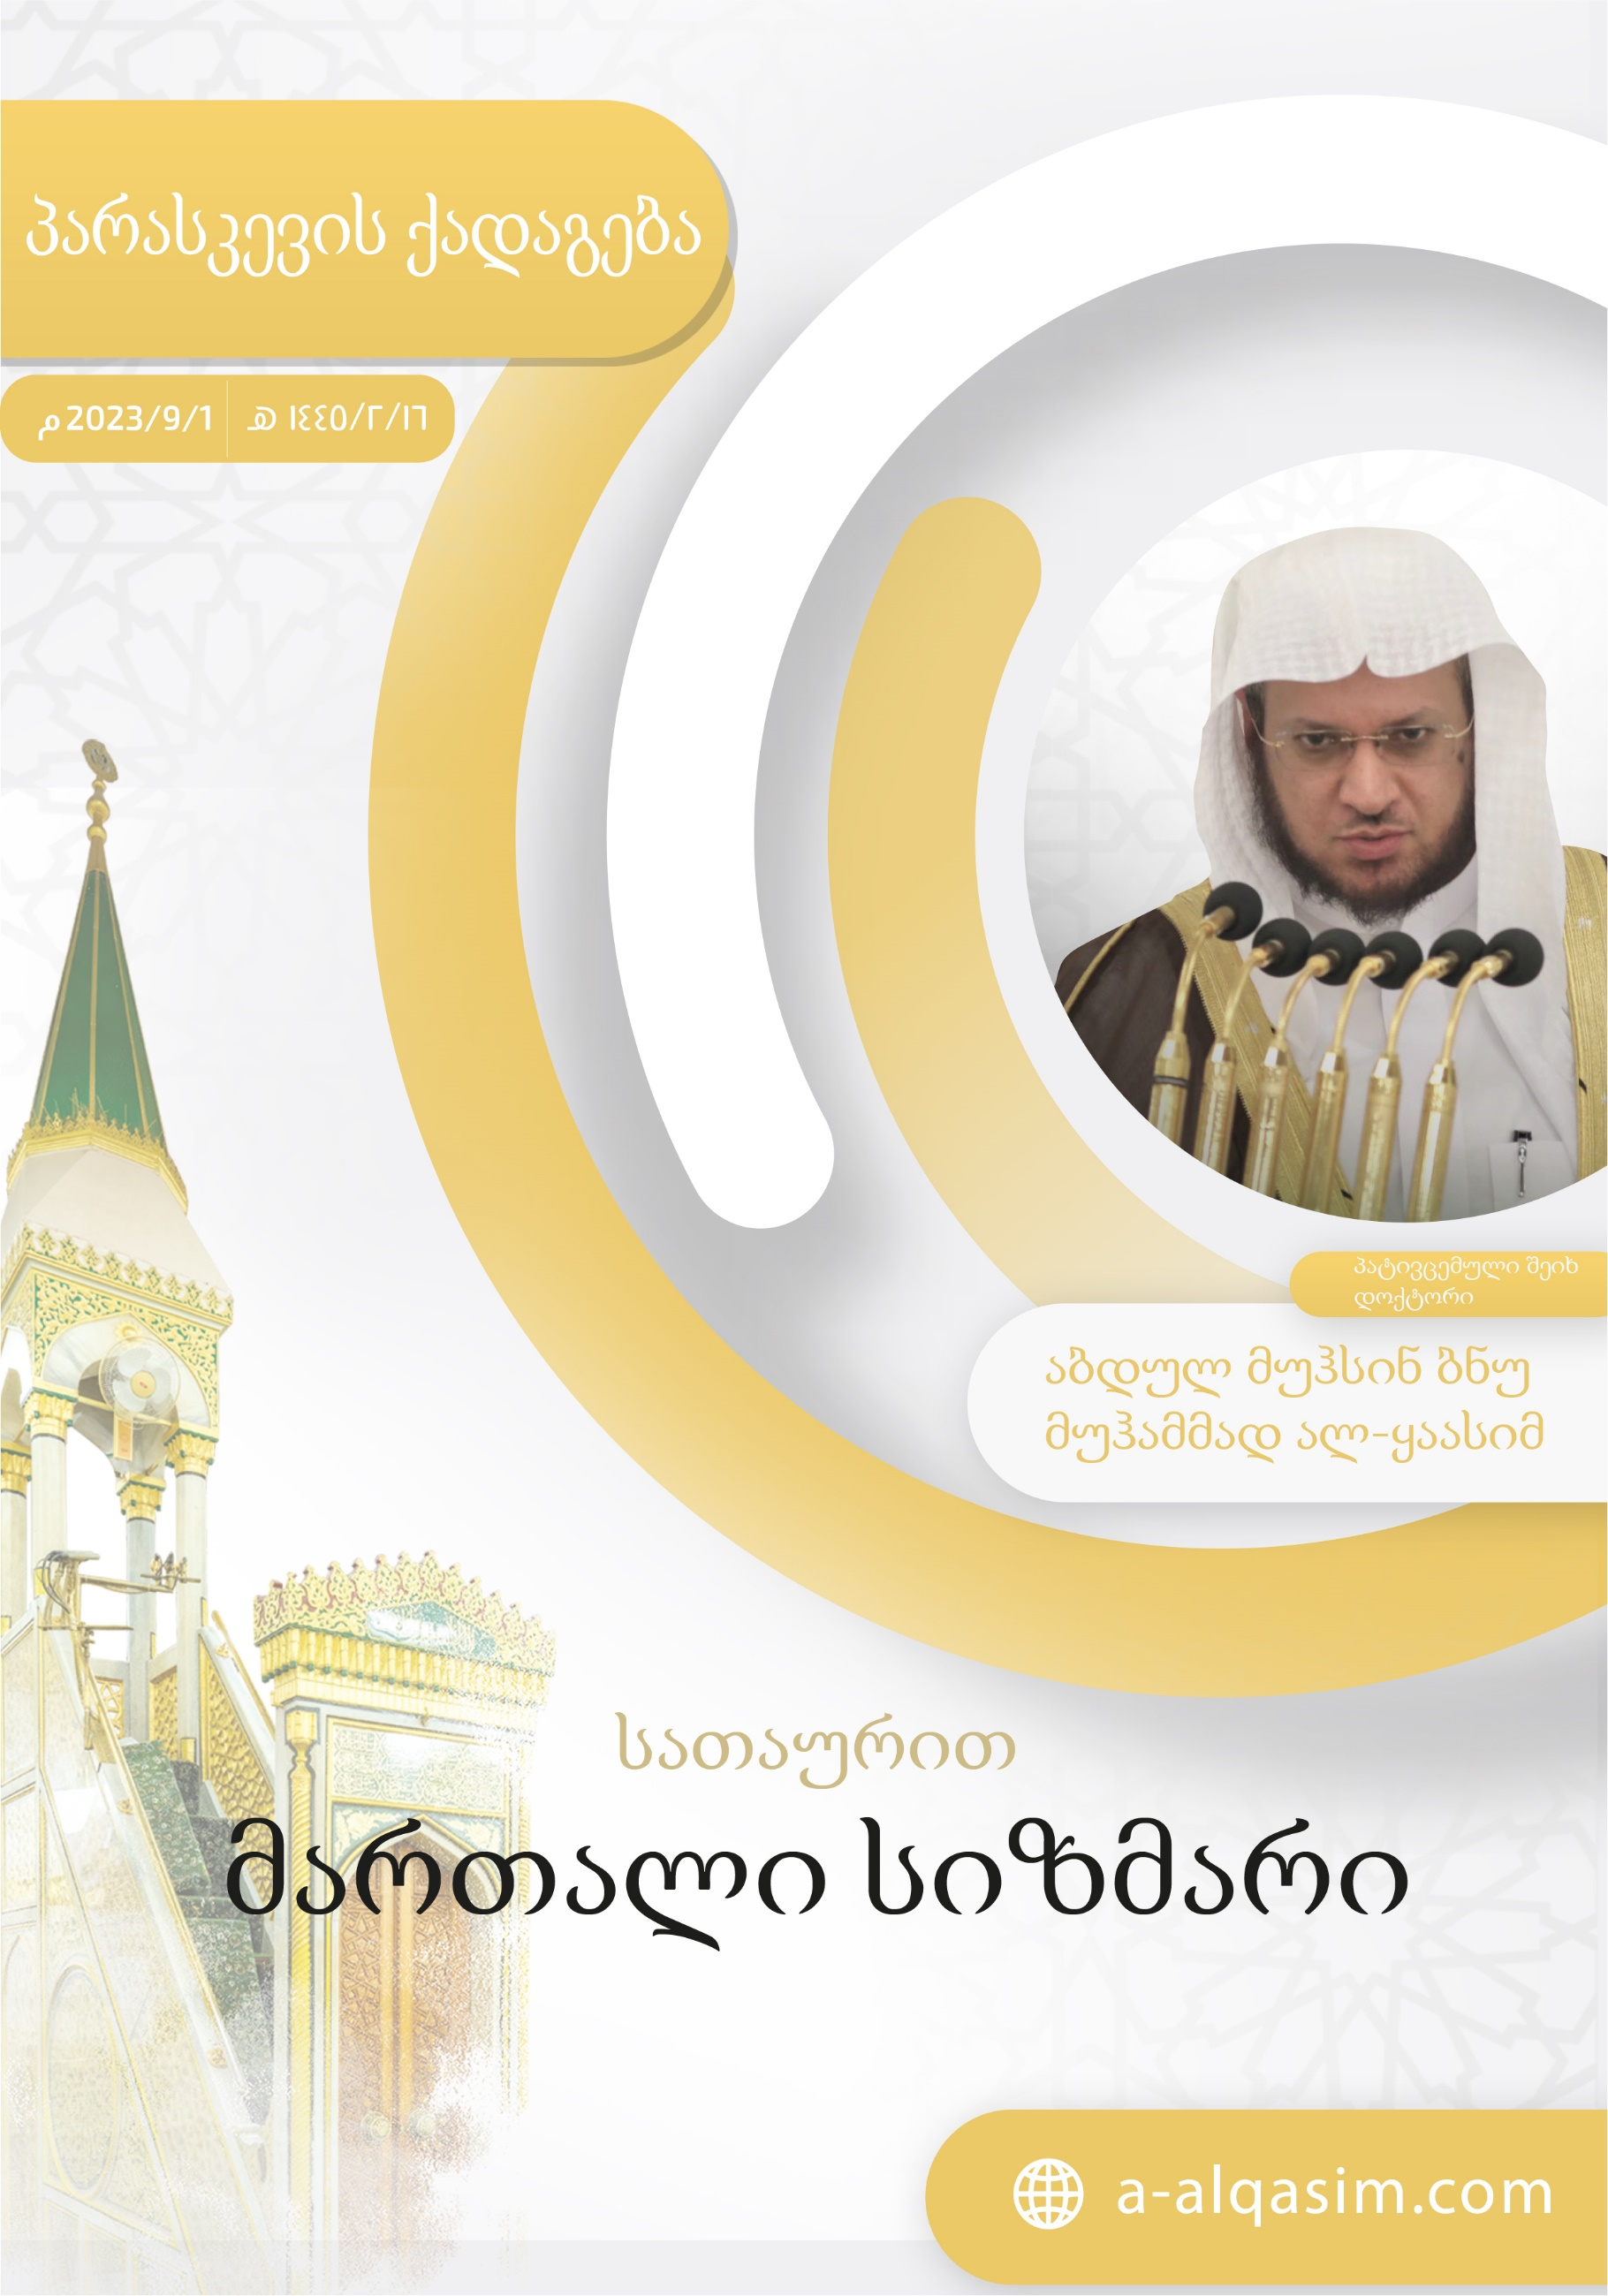 პარასკევის ქადაგება
١٤٤٥/٢/١٦ هـ
2023/9/1 م
პატივცემული შეიხ
დოქტორი
აბდულ მუჰსინ ბნუ
მუჰამმად ალ-ყაასიმ
სათაურით
მართალი სიზმარი
a-alqasim.com